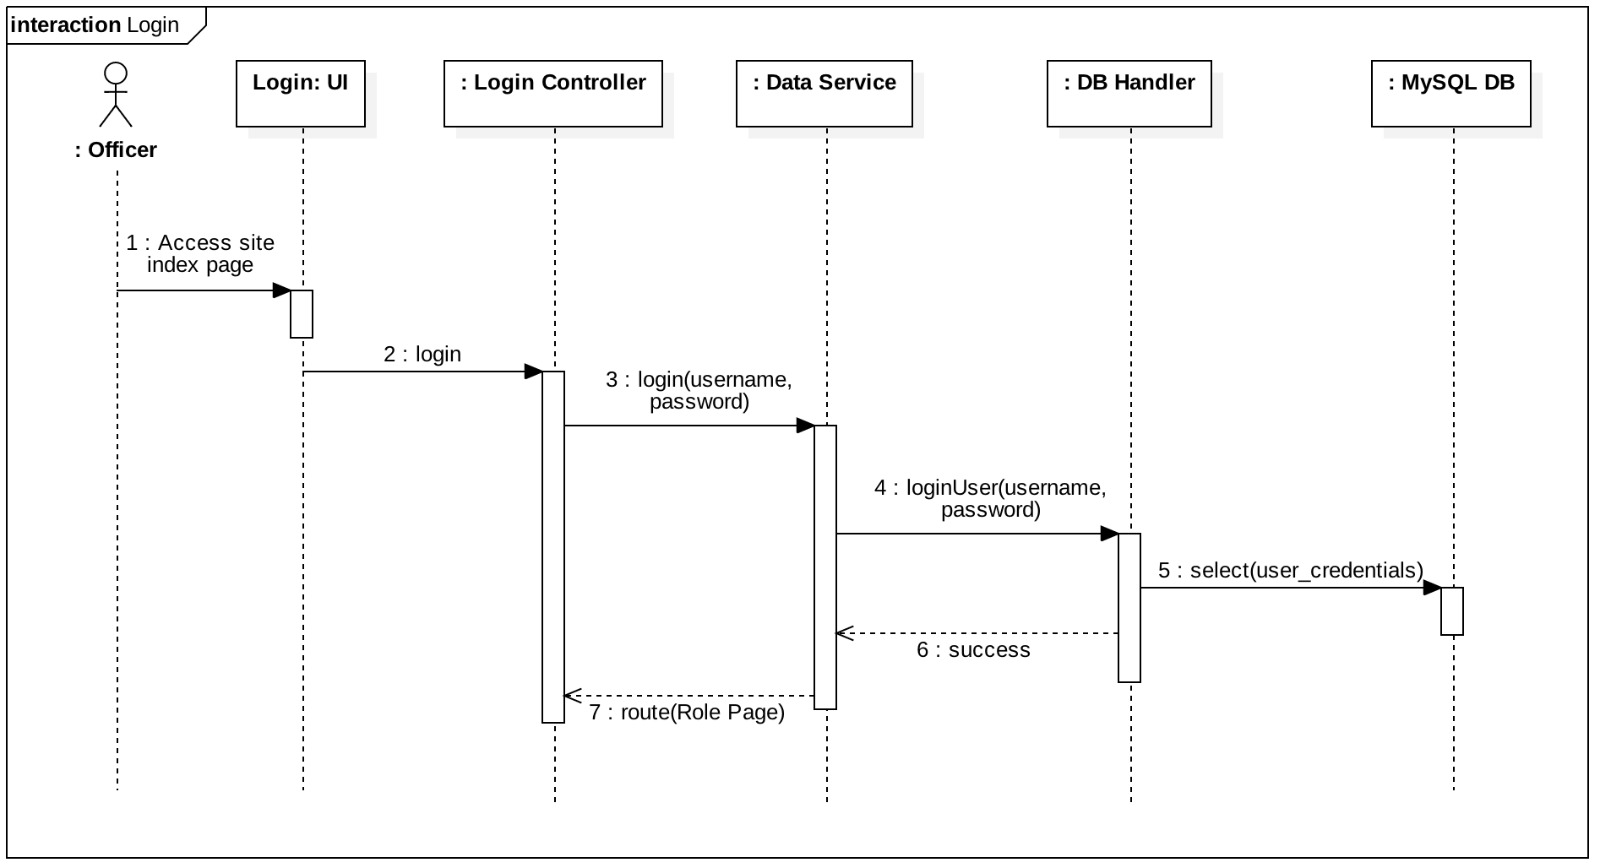 interaction Login
: Officer
Login: UI
: Login Controller
: Data Service
: DB Handler
: MySQL DB
1 : Access site
index page
2 : login
3 : login(username,
password)
4 : loginUser(username,
password)
5 : select(user_credentials)
6 : success
7 : route(Role Page)